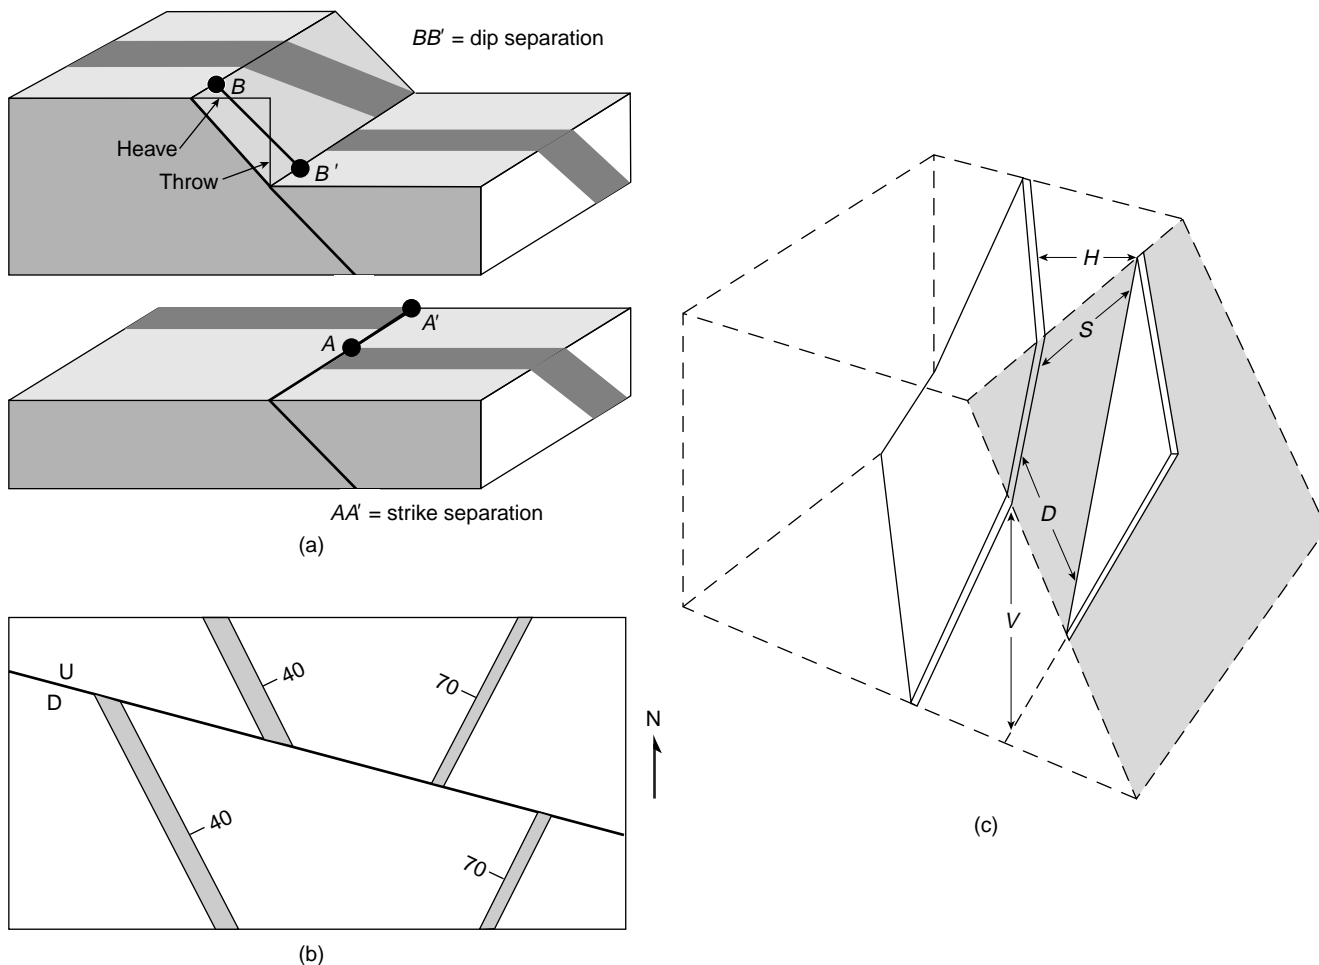 BB' = dip separation
B
Heave
Throw
B'
A'
A
AA' = strike separation
(a)
U
D
40
70
40
70
N
(b)
H
S
D
V
(c)